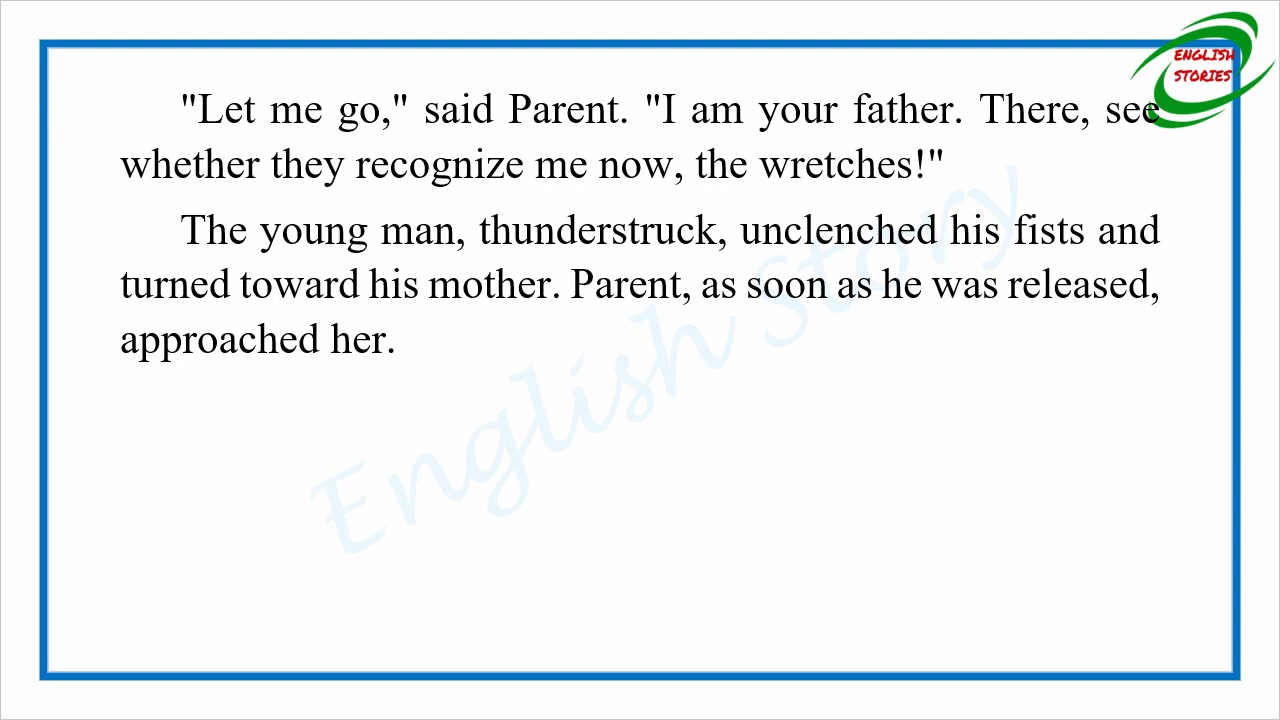 ENGLISH
STORIES
"Let me go," said Parent. "I am your father. There, see
whether they recognize me now, the wretches!"
The young man, thunderstruck, unclenched his fists and
turned toward his mother. Parent, as soon as he was released,
approached her.
English Story